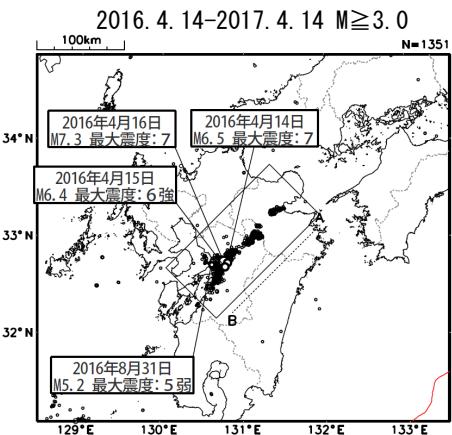 2016.4.14-2017.4.14 M≧3.0
100km
N=1351
2016年4月16日
M7.3 最大震度:7
2016年4月14日
M6.5 最大震度:7
2016年4月15日
M6.4 最大震度:6強
34°N
33°N
32°N
A
B
2016年8月31日
M5.2 最大震度:5弱
129°E
130°E
131°E
132°E
133°E